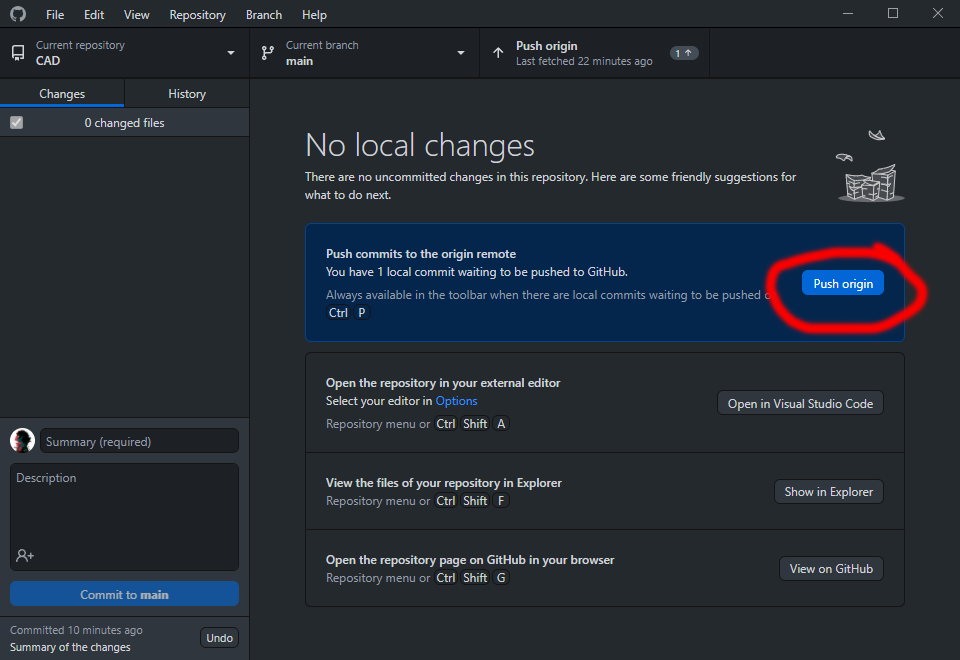 File Edit View Repository Branch Help
Current repository
CAD
Current branch
main
Push origin
Last fetched 22 minutes ago
1
Changes History
0 changed files
No local changes
There are no uncommitted changes in this repository. Here are some friendly suggestions for
what to do next.
Push commits to the origin remote
You have 1 local commit waiting to be pushed to GitHub.
Always available in the toolbar when there are local commits waiting to be pushed
Ctrl P
Push origin
Open the repository in your external editor
Select your editor in Options
Repository menu or Ctrl Shift A
Open in Visual Studio Code
View the files of your repository in Explorer
Repository menu or Ctrl Shift F
Show in Explorer
Open the repository page on GitHub in your browser
Repository menu or Ctrl Shift G
View on GitHub
Summary (required)
Description
Commit to main
Committed 10 minutes ago
Summary of the changes
Undo